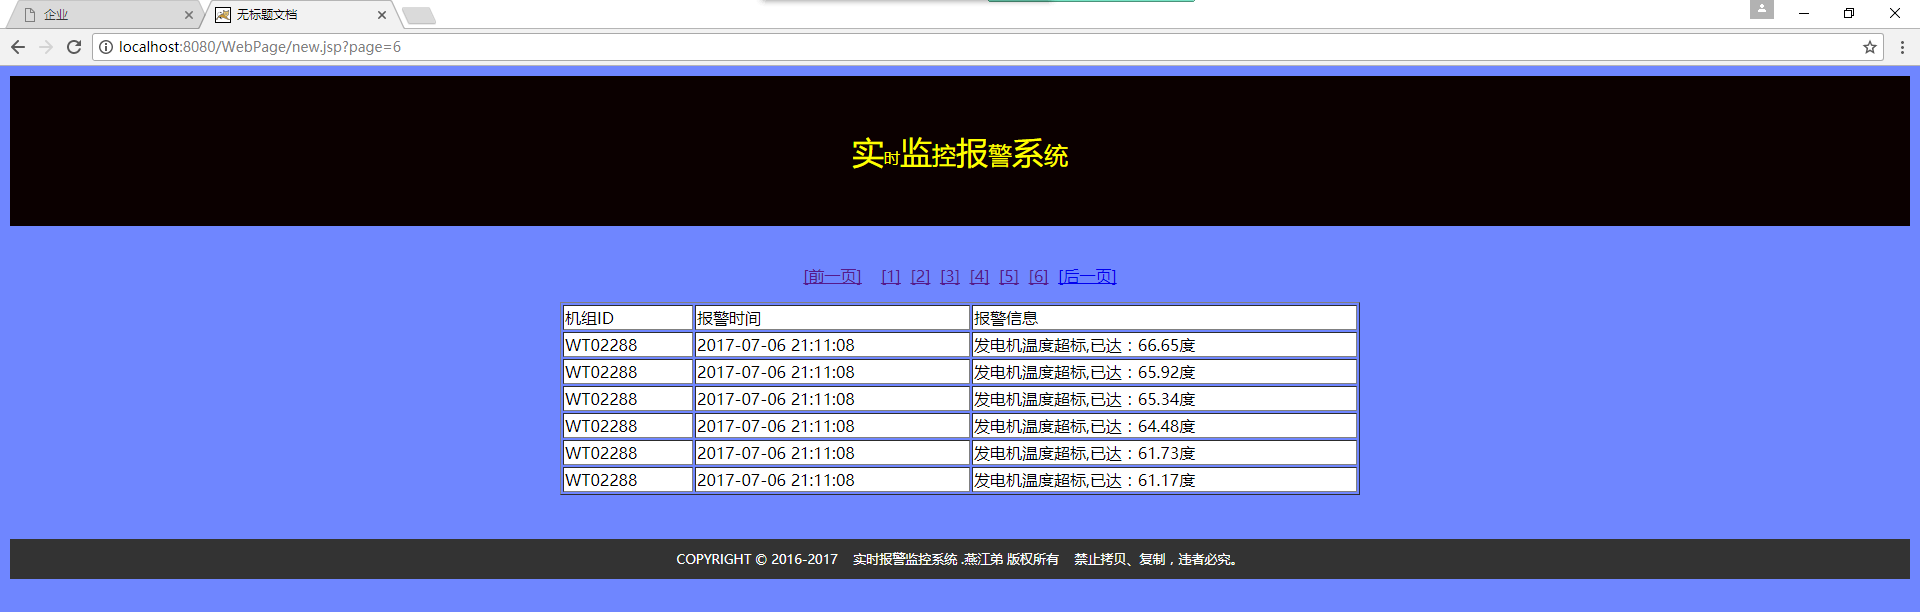 企业
无标题文档
localhost:8080/WebPage/new.jsp?page=6
实时监控报警系统
[前一页] [1] [2] [3] [4] [5] [6] [后一页]
机组ID 报警时间 报警信息
WT02288 2017-07-06 21:11:08 发电机温度超标,已达：66.65度
WT02288 2017-07-06 21:11:08 发电机温度超标,已达：65.92度
WT02288 2017-07-06 21:11:08 发电机温度超标,已达：65.34度
WT02288 2017-07-06 21:11:08 发电机温度超标,已达：64.48度
WT02288 2017-07-06 21:11:08 发电机温度超标,已达：61.73度
WT02288 2017-07-06 21:11:08 发电机温度超标,已达：61.17度
COPYRIGHT © 2016-2017 实时报警监控系统 .燕江弟 版权所有 禁止拷贝、复制，违者必究。